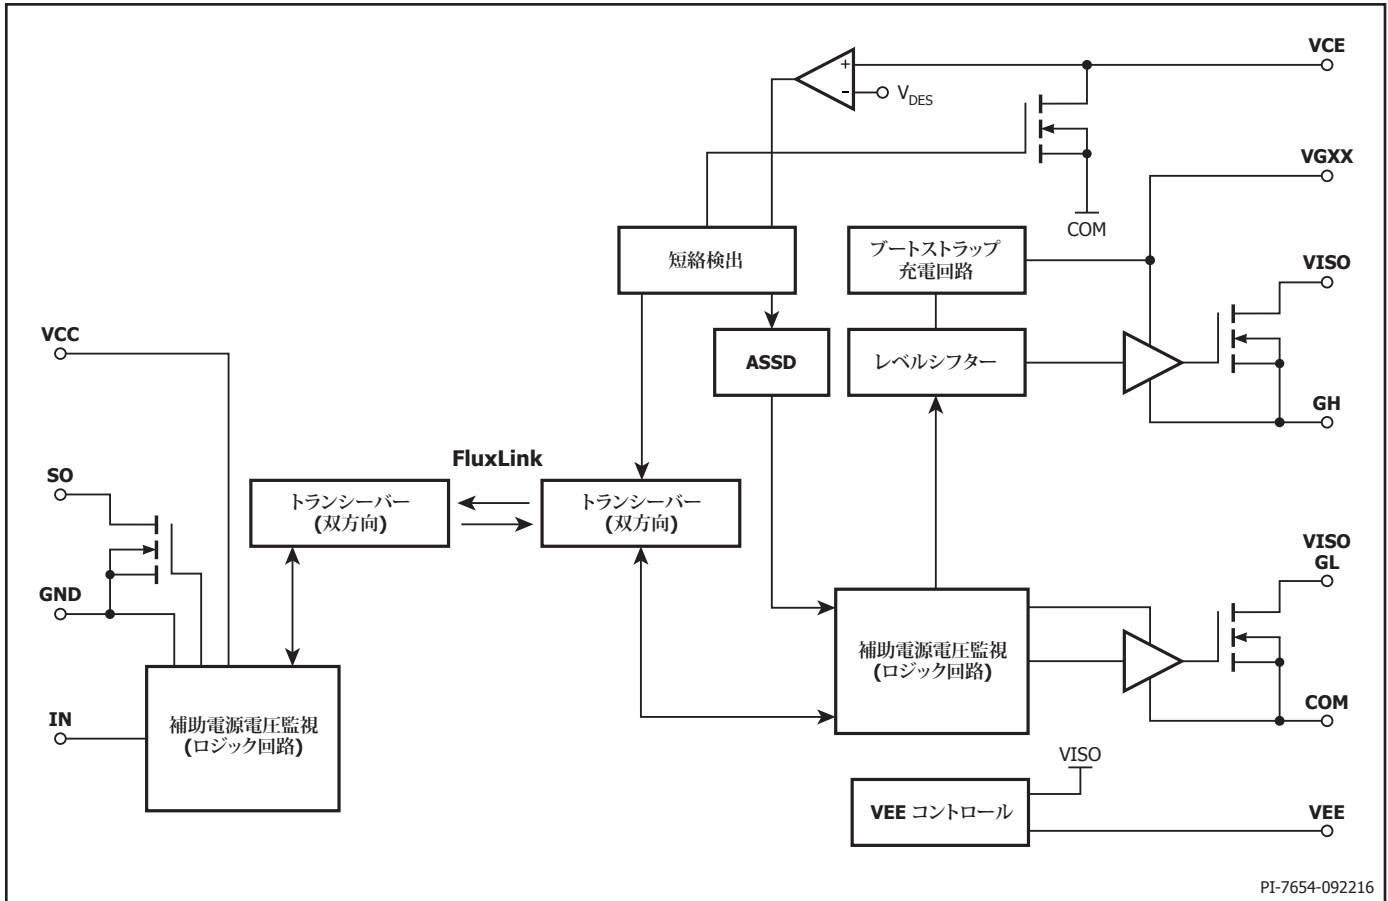 VCE
V_DES
VGXX
COM
短絡検出
ブートストラップ
充電回路
VISO
VCC
ASSD
レベルシフター
GH
FluxLink
SO
トランシーバー
(双方向)
トランシーバー
(双方向)
VISO
GL
GND
補助電源電圧監視
(ロジック回路)
COM
IN
補助電源電圧監視
(ロジック回路)
VISO
VEE コントロール
VEE
PI-7654-092216
+
-